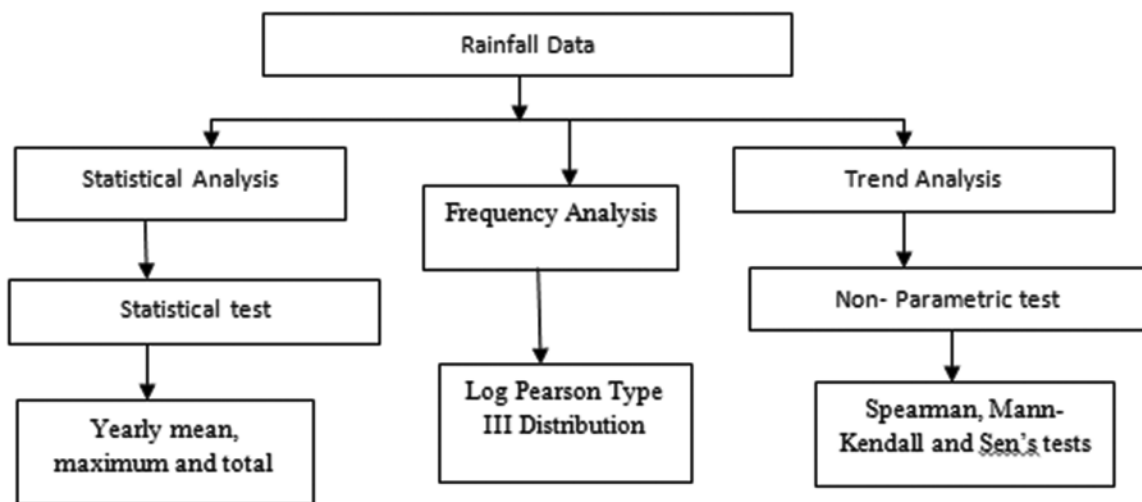 Rainfall Data
Statistical Analysis
Frequency Analysis
Trend Analysis
Statistical test
Non- Parametric test
Yearly mean,
maximum and total
Log Pearson Type
III Distribution
Spearman, Mann-
Kendall and Sen's tests